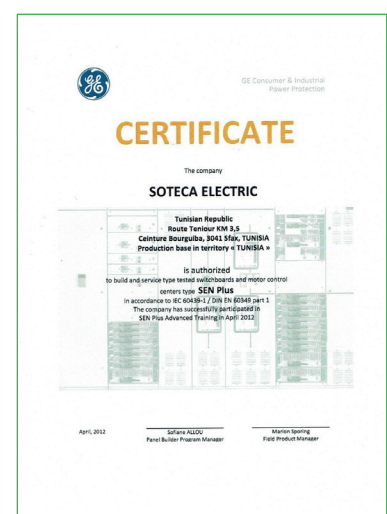 GE Consumer & Industrial
Power Protection
CERTIFICATE
The company
SOTECA ELECTRIC
Tunisian Republic
Route Teniour KM 3,5
Ceinture Bourguiba, 3041 Sfax, TUNISIA
Production base in territory « TUNISIA »
is authorized
to build and service type tested switchboards and motor control
centers type SEN Plus
in accordance to IEC 60439-1 / DIN EN 60349 part 1
The company has successfully participated in
SEN Plus Advanced Training in April 2012
April, 2012
Sofiane ALLOU
Panel Builder Program Manager
Marlon Sporing
Field Product Manager